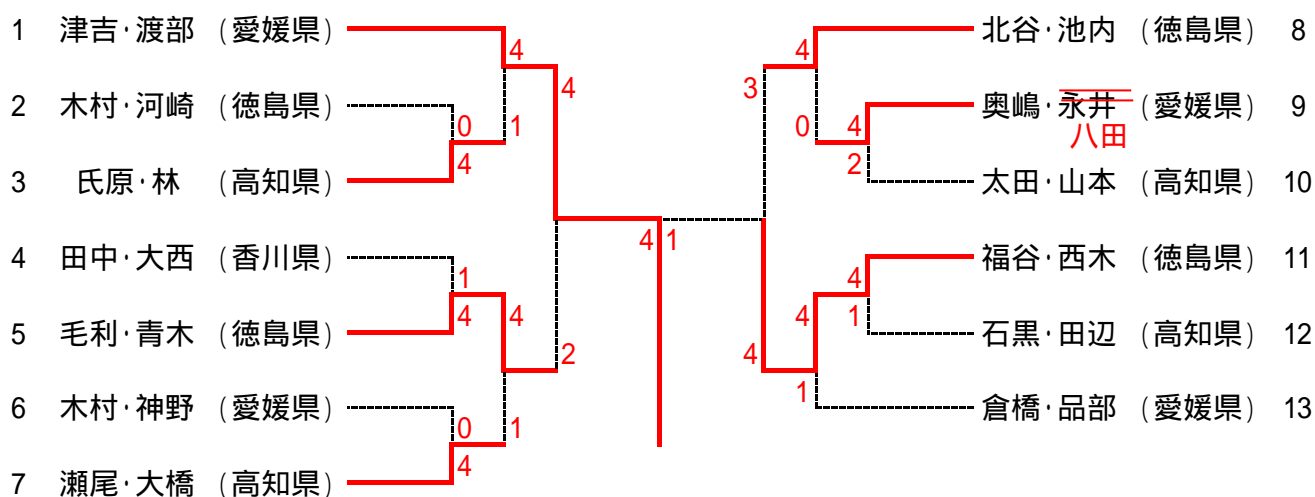 1 津吉・渡部 (愛媛県)
4
4
2 木村・河崎 (徳島県)
0
1
4
3 氏原・林 (高知県)
4 田中・大西 (香川県)
1
4
4
5 毛利・青木 (徳島県)
2
6 木村・神野 (愛媛県)
0
1
4
7 瀬尾・大橋 (高知県)
4 1
北谷・池内 (徳島県) 8
4
3
奥嶋・永井 (愛媛県) 9
八田
0
4
2
太田・山本 (高知県) 10
福谷・西木 (徳島県) 11
4
4
1
石黒・田辺 (高知県) 12
4
1
倉橋・品部 (愛媛県) 13